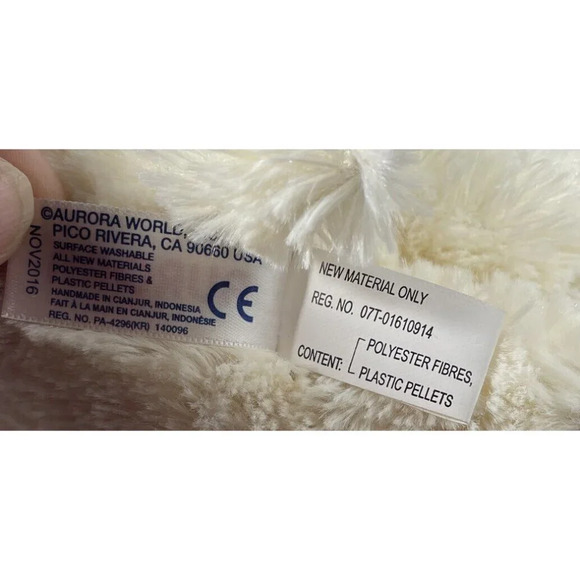 ©AURORA WORLD,
PICO RIVERA, CA 90660 USA
SURFACE WASHABLE
ALL NEW MATERIALS
POLYESTER FIBRES &
PLASTIC PELLETS
HANDMADE IN CIANJUR, INDONESIA
FAIT À LA MAIN EN CIANJUR, INDONÉSIE
REG. NO. PA-4296(KR) 140096
NOV2016
CE
NEW MATERIAL ONLY
REG. NO. 07T-01610914
CONTENT: POLYESTER FIBRES,
PLASTIC PELLETS